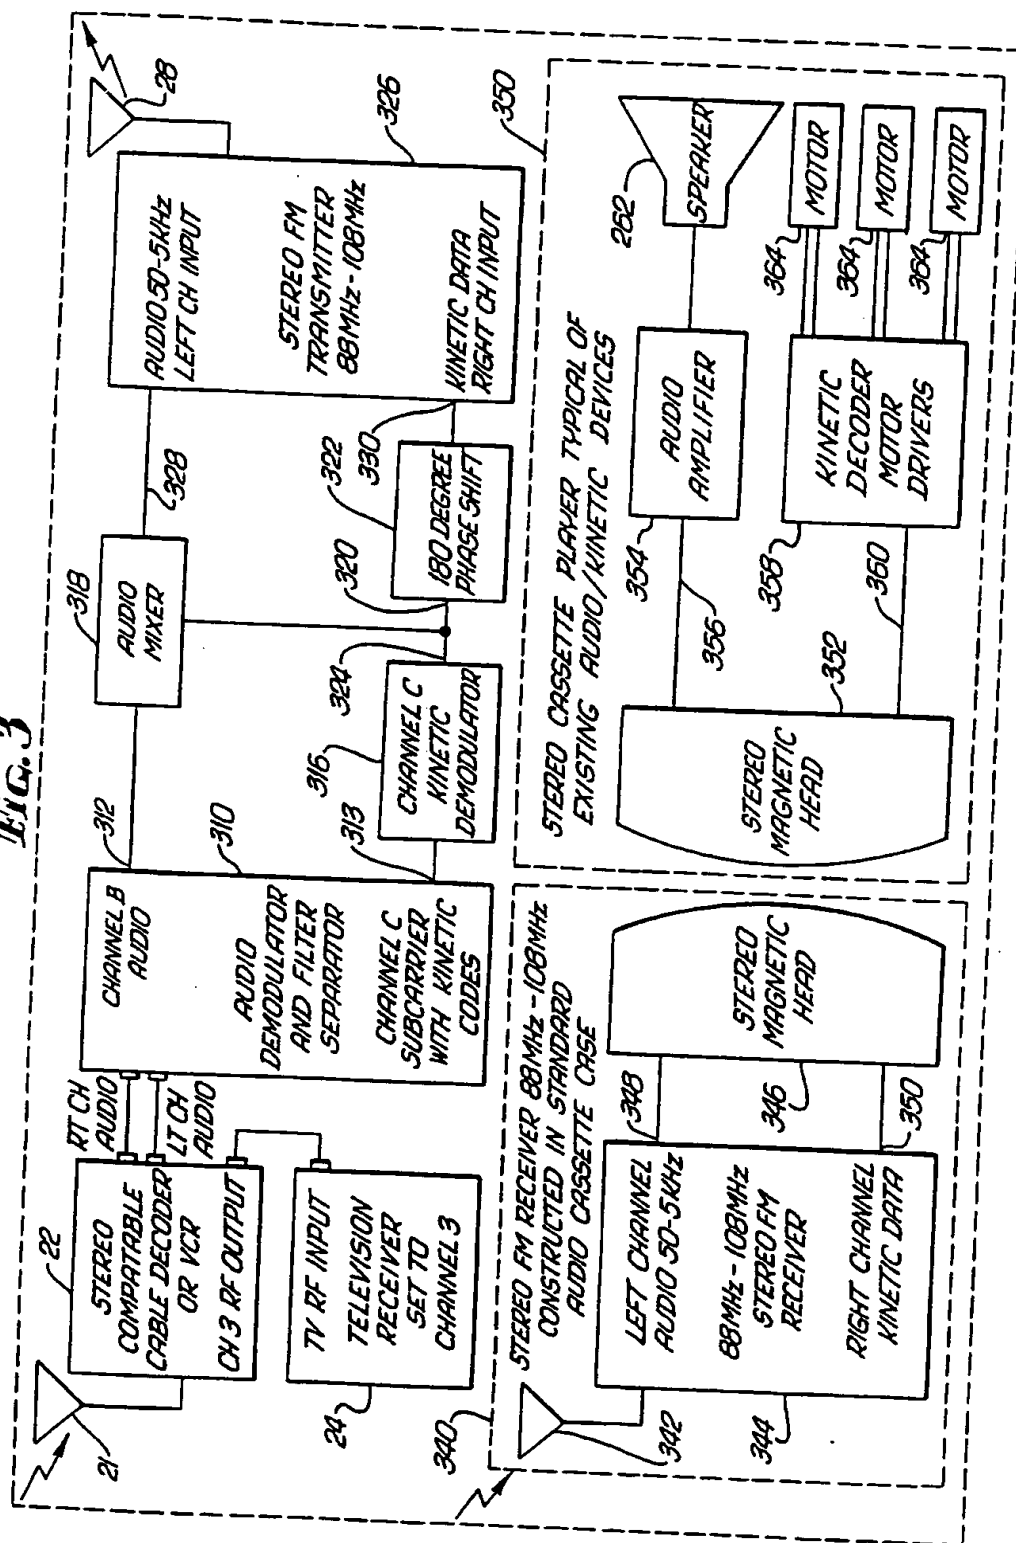 FIG. 3
21
22
STEREO
COMPATABLE
CABLE DECODER
OR VCR
CH 3 RF OUTPUT
RT CH
AUDIO
LT CH
AUDIO
TV RF INPUT
TELEVISION
RECEIVER
SET TO
CHANNEL 3
24
CHANNEL B
AUDIO
AUDIO
DEMODULATOR
AND FILTER
SEPARATOR
CHANNEL C
SUBCARRIER
WITH KINETIC
CODES
310
312
313
316
CHANNEL C
KINETIC
DEMODULATOR
318
AUDIO
MIXER
324
320
322
180 DEGREE
PHASE SHIFT
328
330
AUDIO 50-5KHz
LEFT CH INPUT
STEREO FM
TRANSMITTER
88MHz-108MHz
KINETIC DATA
RIGHT CH INPUT
28
326
340
STEREO FM RECEIVER 88MHz-108MHz
CONSTRUCTED IN STANDARD
AUDIO CASSETTE CASE
342
LEFT CHANNEL
AUDIO 50-5KHz
88MHz-108MHz
STEREO FM
RECEIVER
RIGHT CHANNEL
KINETIC DATA
344
348
346
350
STEREO
MAGNETIC
HEAD
350
STEREO CASSETTE PLAYER TYPICAL OF
EXISTING AUDIO/KINETIC DEVICES
STEREO
MAGNETIC
HEAD
352
354
356
358
360
AUDIO
AMPLIFIER
KINETIC
DECODER
MOTOR
DRIVERS
262
SPEAKER
364
MOTOR
364
MOTOR
364
MOTOR